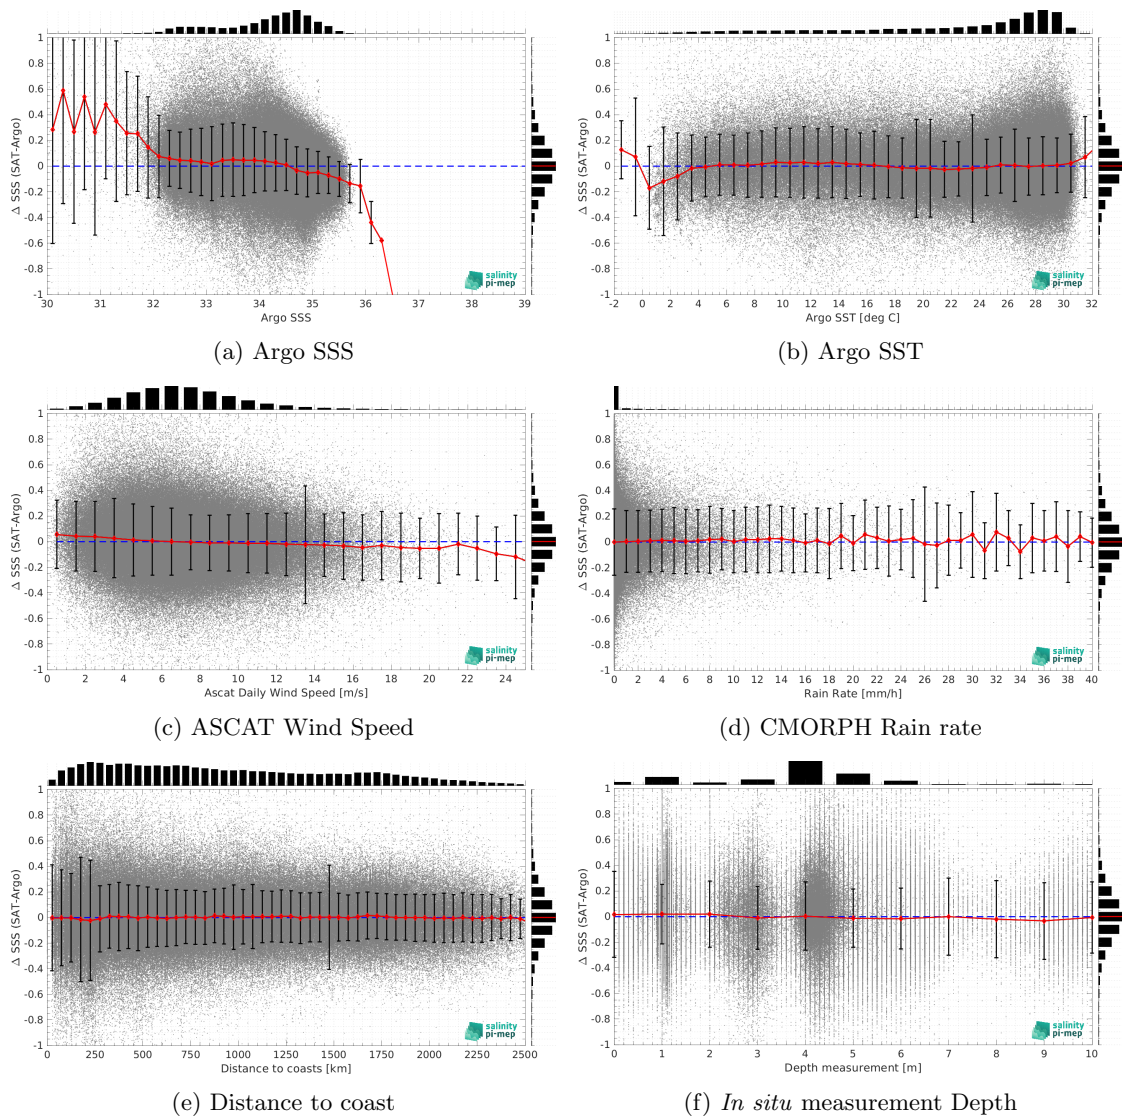 1
0.8
0.6
0.4
0.2
0
-0.2
-0.4
-0.6
-0.8
-1
Δ SSS (SAT-Argo)
30 31 32 33 34 35 36 37 38 39
Argo SSS
salinity
pi-mep
(a) Argo SSS
1
0.8
0.6
0.4
0.2
0
-0.2
-0.4
-0.6
-0.8
-1
Δ SSS (SAT-Argo)
-2 0 2 4 6 8 10 12 14 16 18 20 22 24 26 28 30 32
Argo SST [deg C]
salinity
pi-mep
(b) Argo SST
1
0.8
0.6
0.4
0.2
0
-0.2
-0.4
-0.6
-0.8
-1
Δ SSS (SAT-Argo)
0 2 4 6 8 10 12 14 16 18 20 22 24
Ascat Daily Wind Speed [m/s]
salinity
pi-mep
(c) ASCAT Wind Speed
1
0.8
0.6
0.4
0.2
0
-0.2
-0.4
-0.6
-0.8
-1
Δ SSS (SAT-Argo)
0 2 4 6 8 10 12 14 16 18 20 22 24 26 28 30 32 34 36 38 40
Rain Rate [mm/h]
salinity
pi-mep
(d) CMORPH Rain rate
1
0.8
0.6
0.4
0.2
0
-0.2
-0.4
-0.6
-0.8
-1
Δ SSS (SAT-Argo)
0 250 500 750 1000 1250 1500 1750 2000 2250 2500
Distance to coasts [km]
salinity
pi-mep
(e) Distance to coast
1
0.8
0.6
0.4
0.2
0
-0.2
-0.4
-0.6
-0.8
-1
Δ SSS (SAT-Argo)
0 1 2 3 4 5 6 7 8 9 10
Depth measurement [m]
salinity
pi-mep
(f) In situ measurement Depth